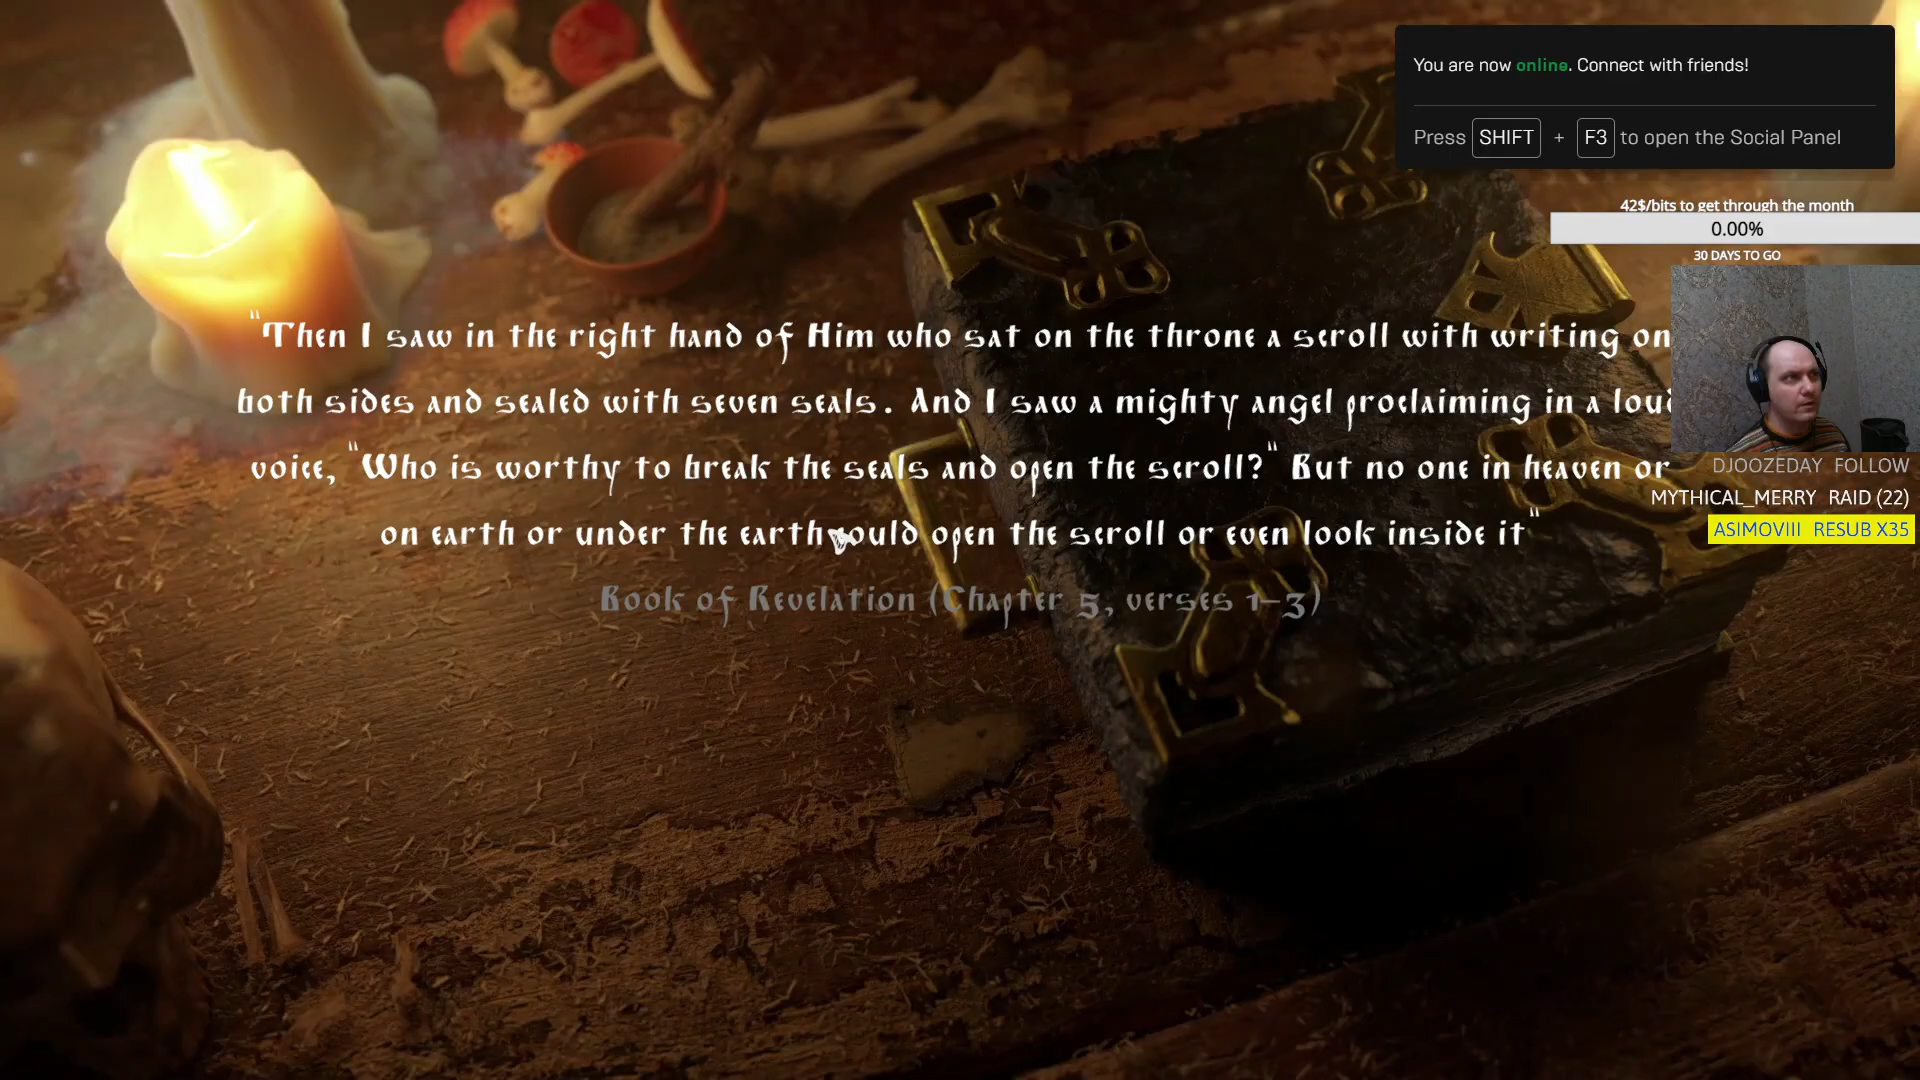 You are now online. Connect with friends!
Press SHIFT + F3 to open the Social Panel
42$/bits to get through the month
0.00%
30 DAYS TO GO
"Then I saw in the right hand of Him who sat on the throne a scroll with writing on
both sides and sealed with seven seals. And I saw a mighty angel proclaiming in a loud
voice, "Who is worthy to break the seals and open the scroll?" But no one in heaven or
on earth or under the earth could open the scroll or even look inside it"
Book of Revelation (Chapter 5, verses 1-3)
DJOOZEDAY FOLLOW
MYTHICAL_MERRY RAID (22)
ASIMOVIII RESUB X35